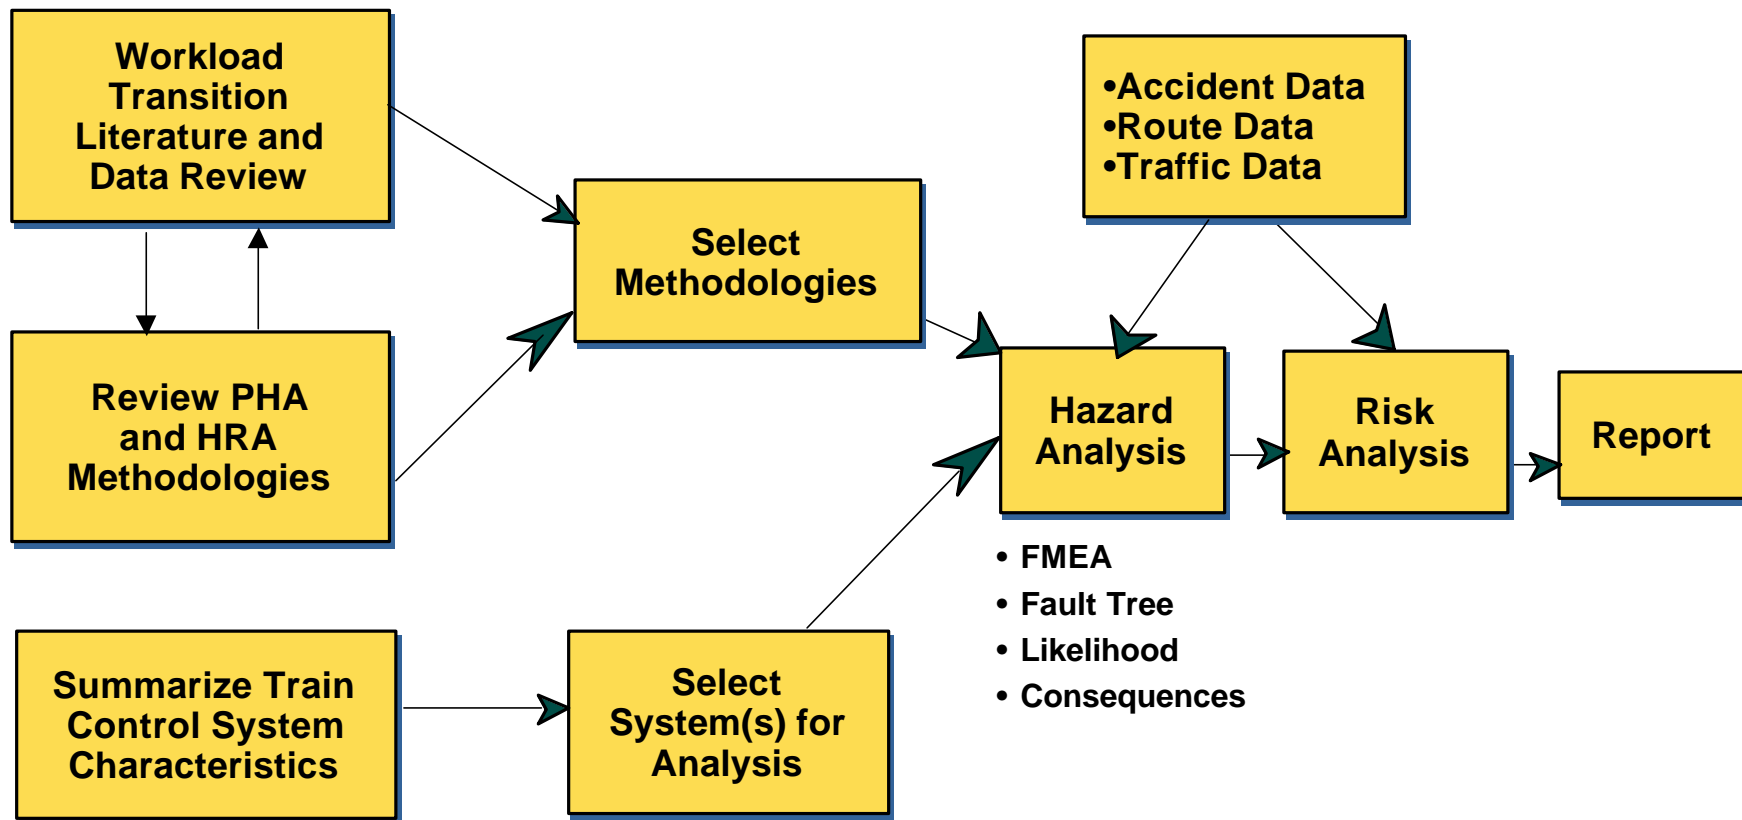 Workload
Transition
Literature and
Data Review
•Accident Data
•Route Data
•Traffic Data
Select
Methodologies
Review PHA
and HRA
Methodologies
Hazard
Analysis
Risk
Analysis
Report
• FMEA
• Fault Tree
• Likelihood
• Consequences
Summarize Train
Control System
Characteristics
Select
System(s) for
Analysis